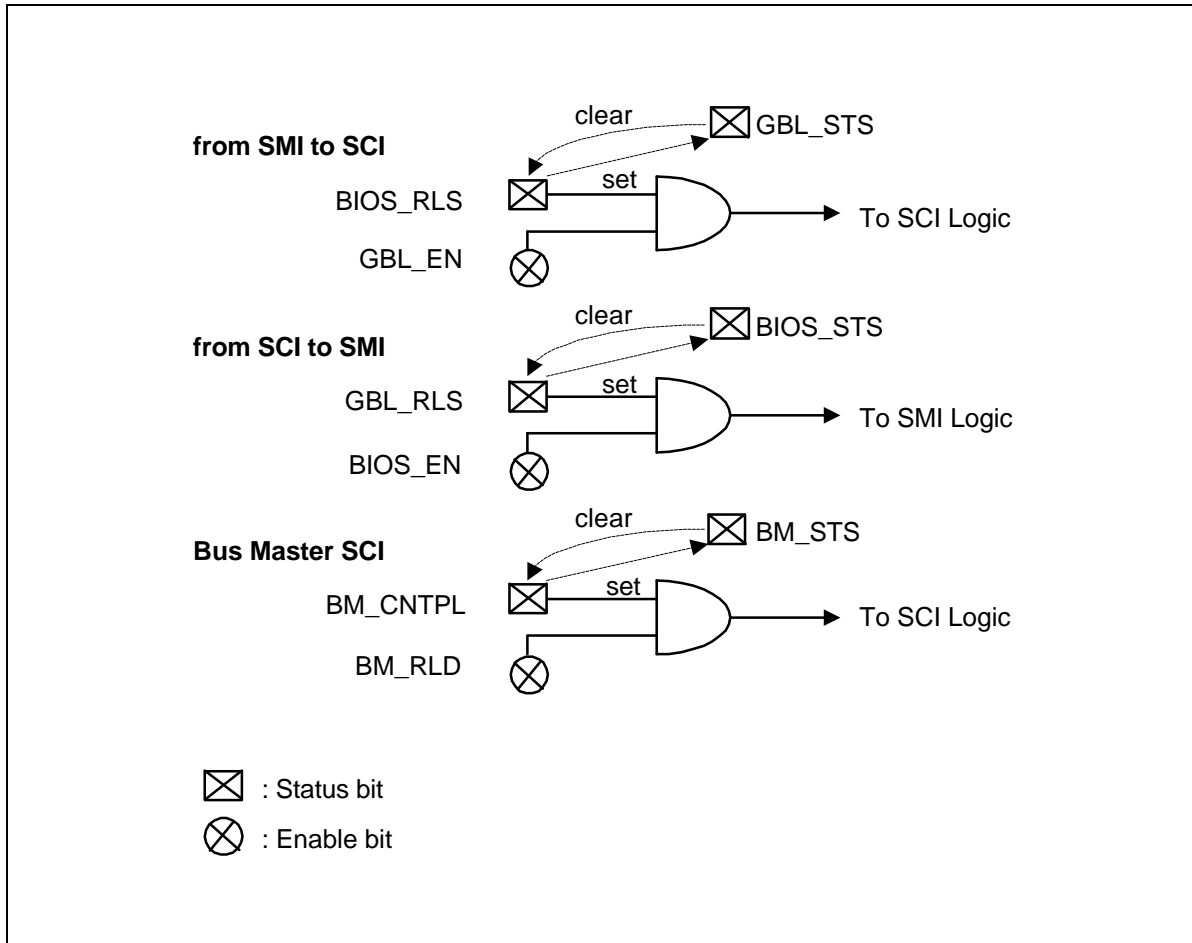 clear
GBL_STS
from SMI to SCI
set
BIOS_RLS
To SCI Logic
GBL_EN
clear
BIOS_STS
from SCI to SMI
set
GBL_RLS
To SMI Logic
BIOS_EN
clear
BM_STS
Bus Master SCI
set
BM_CNTPL
To SCI Logic
BM_RLD
: Status bit
: Enable bit